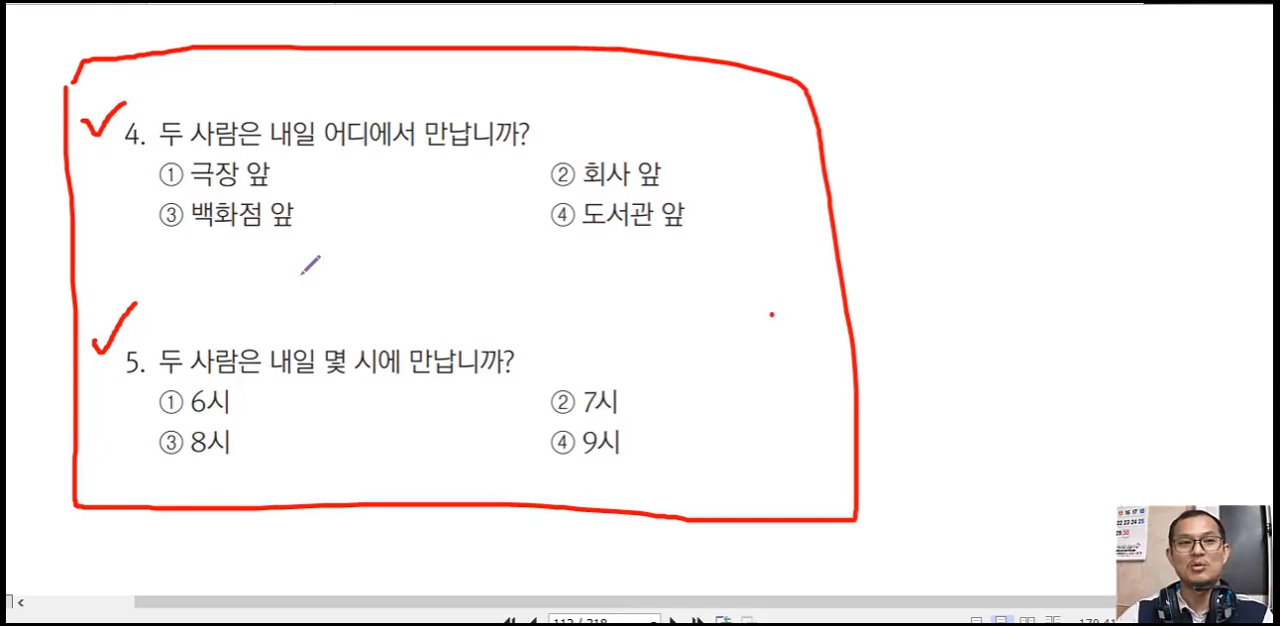 4. 두 사람은 내일 어디에서 만납니까?
① 극장 앞 ② 회사 앞
③ 백화점 앞 ④ 도서관 앞
5. 두 사람은 내일 몇 시에 만납니까?
① 6시 ② 7시
③ 8시 ④ 9시